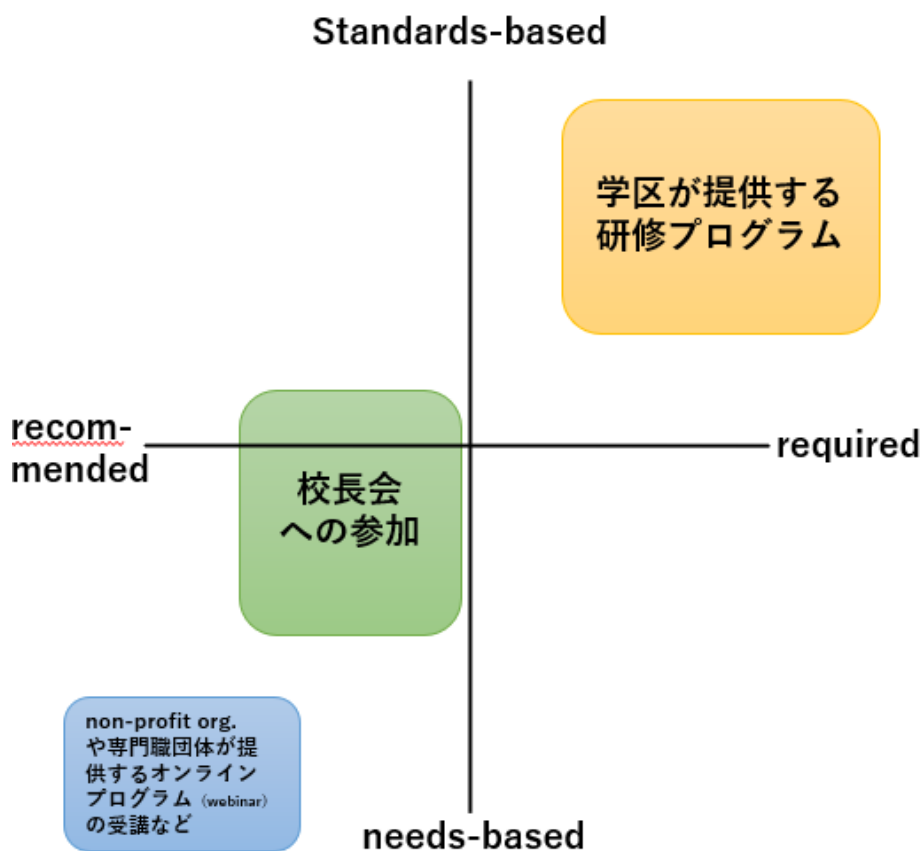 Standards-based
学区が提供する
研修プログラム
recom-
mended
required
校長会
への参加
non-profit org.
や専門職団体が提
供するオンライン
プログラム（webinar）
の受講など
needs-based